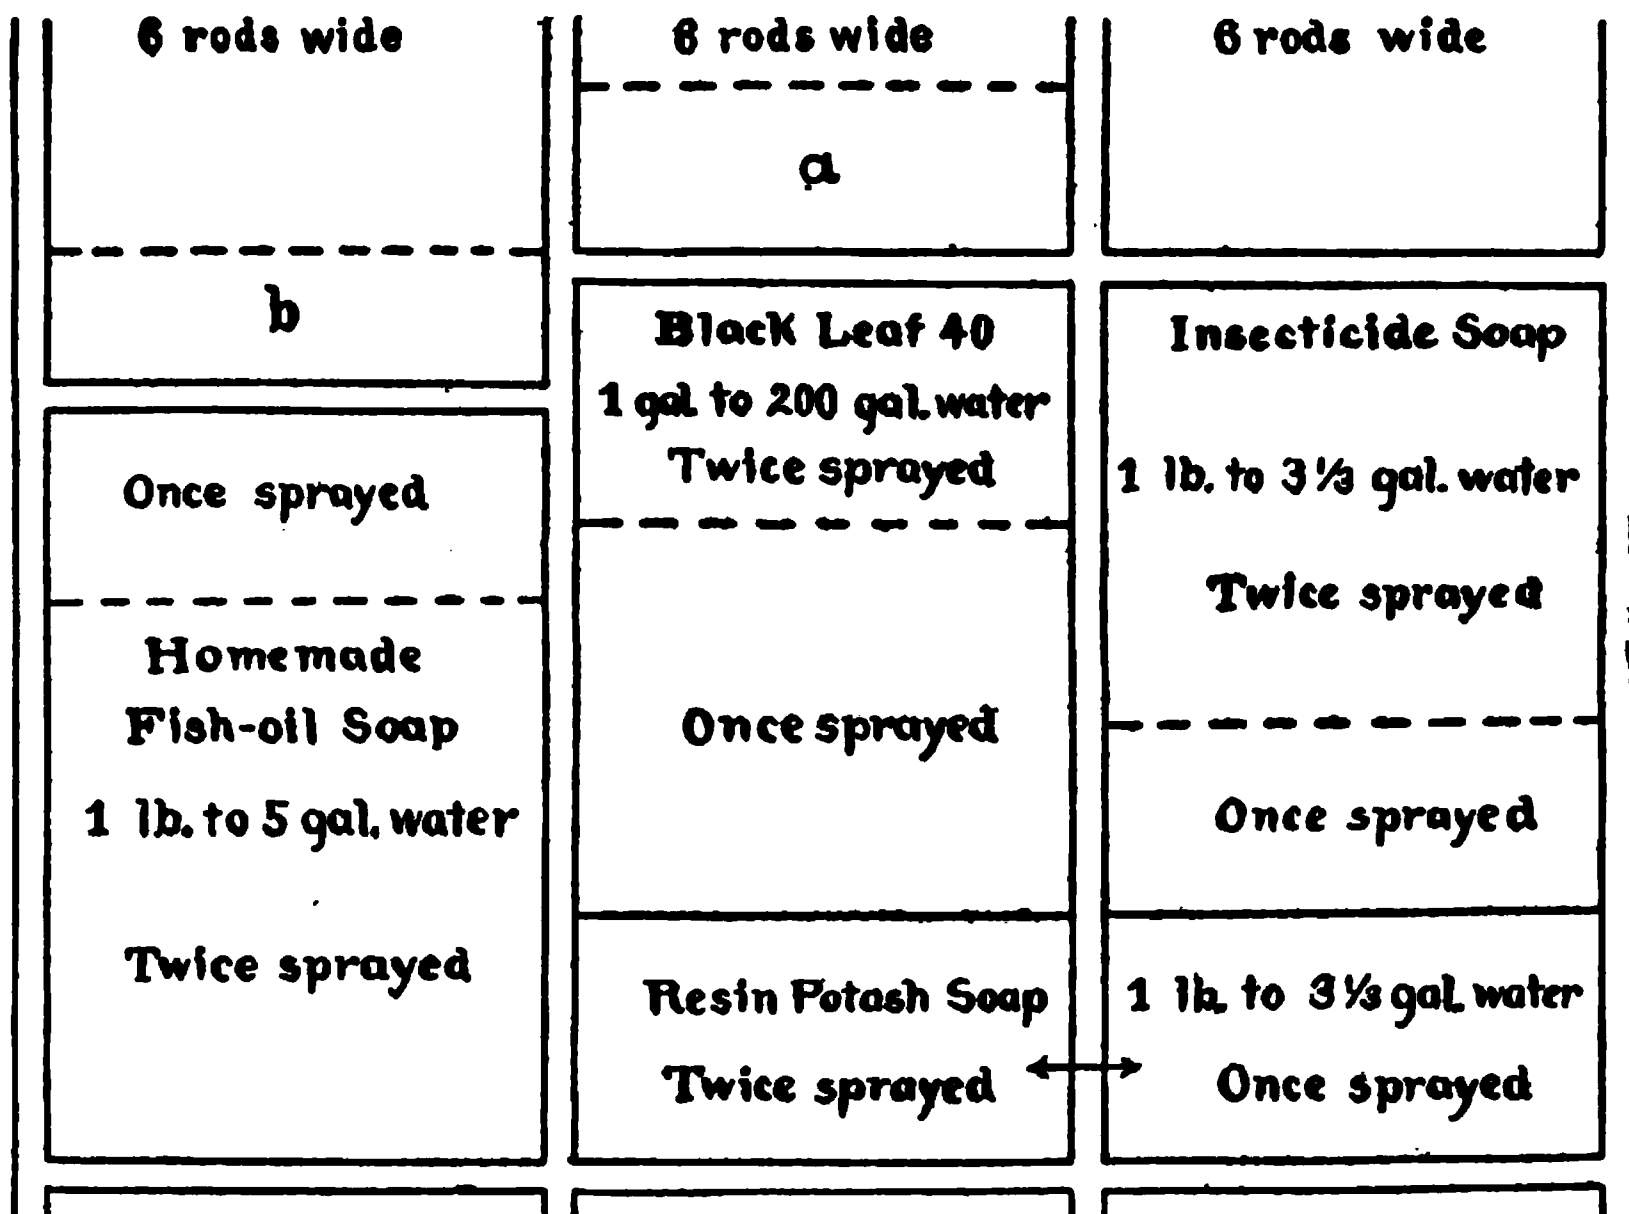 6 rods wide
6 rods wide
6 rods wide
a
b
Once sprayed
Homemade
Fish-oil Soap
1 lb. to 5 gal. water
Twice sprayed
Black Leaf 40
1 gal. to 200 gal. water
Twice sprayed
Once sprayed
Resin Potash Soap
Twice sprayed
Insecticide Soap
1 lb. to 3 1/3 gal. water
Twice sprayed
Once sprayed
1 lb. to 3 1/3 gal. water
Once sprayed